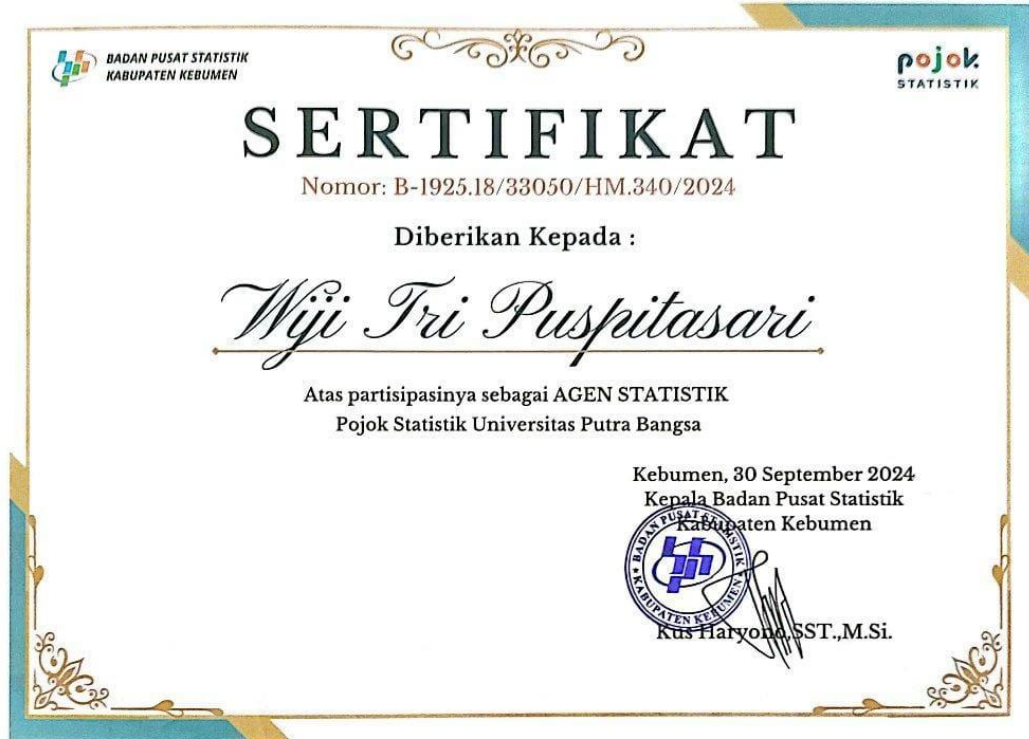 BADAN PUSAT STATISTIK
KABUPATEN KEBUMEN
pojok
STATISTIK
SERTIFIKAT
Nomor: B-1925.18/33050/HM.340/2024
Diberikan Kepada :
Wiji Tri Puspitasari
Atas partisipasinya sebagai AGEN STATISTIK
Pojok Statistik Universitas Putra Bangsa
Kebumen, 30 September 2024
Kepala Badan Pusat Statistik
Kabupaten Kebumen
BADAN PUSAT STATISTIK
KABUPATEN KEBUMEN
Kus Haryono,SST.,M.Si.